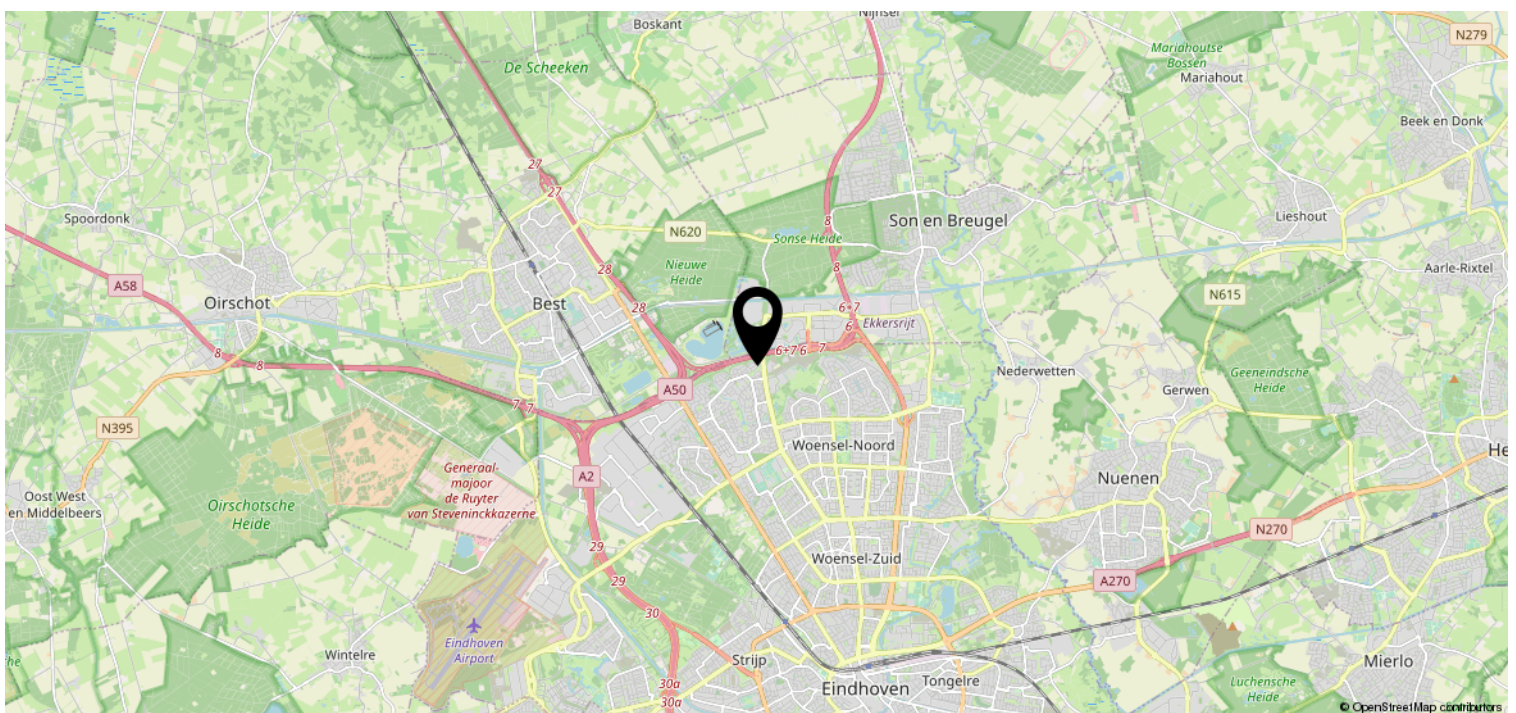 Boskant
Nijnsel
N279
De Scheeken
Mariahoutse
Bossen
Mariahout
Beek en Donk
27
27
Spoordonk
N620
8
Son en Breugel
Lieshout
Sonse Heide
Nieuwe
Heide
28
8
Aarle-Rixtel
A58
N615
Oirschot
Best
28
6+7
6
Ekkersrijt
8
8
6+7
6
7
Nederwetten
Geeneindsche
Heide
A50
Gerwen
7
7
N395
Woensel-Noord
He
Generaal-
majoor
de Ruyter
van Steveninckkazerne
A2
Nuenen
Oost West
en Middelbeers
Oirschotsche
Heide
N270
29
Woensel-Zuid
29
A270
30
Eindhoven
Airport
Wintelre
he
Strijp
Mierlo
30a
Eindhoven
Tongelre
Luchensche
Heide
30a
© OpenStreetMap contributors